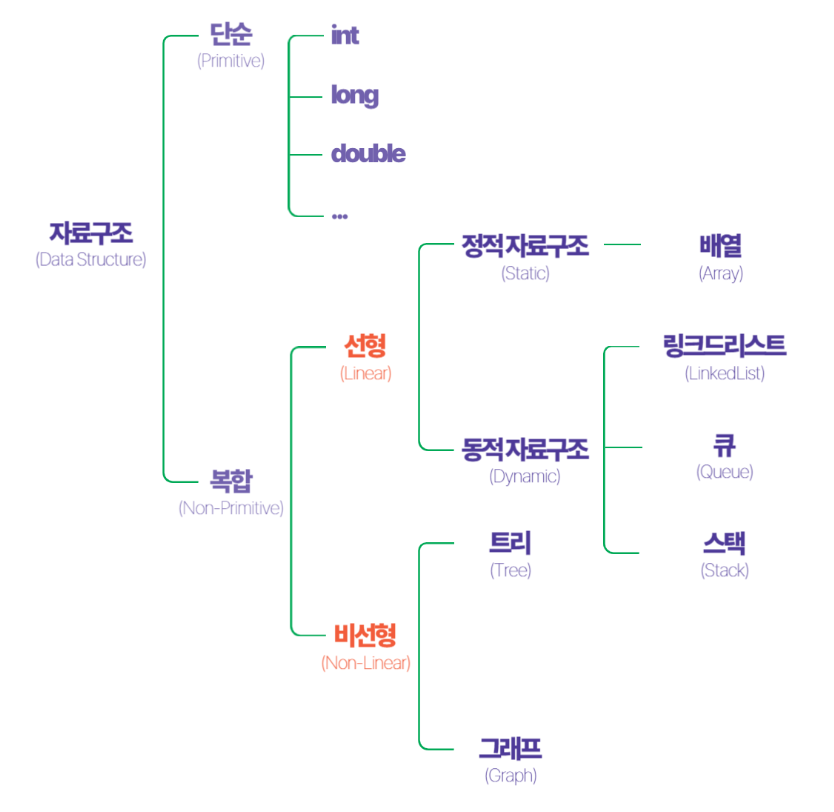 자료구조
(Data Structure)
단순
(Primitive)
int
long
double
...
복합
(Non-Primitive)
선형
(Linear)
정적 자료구조
(Static)
배열
(Array)
동적 자료구조
(Dynamic)
링크드리스트
(LinkedList)
큐
(Queue)
스택
(Stack)
비선형
(Non-Linear)
트리
(Tree)
그래프
(Graph)